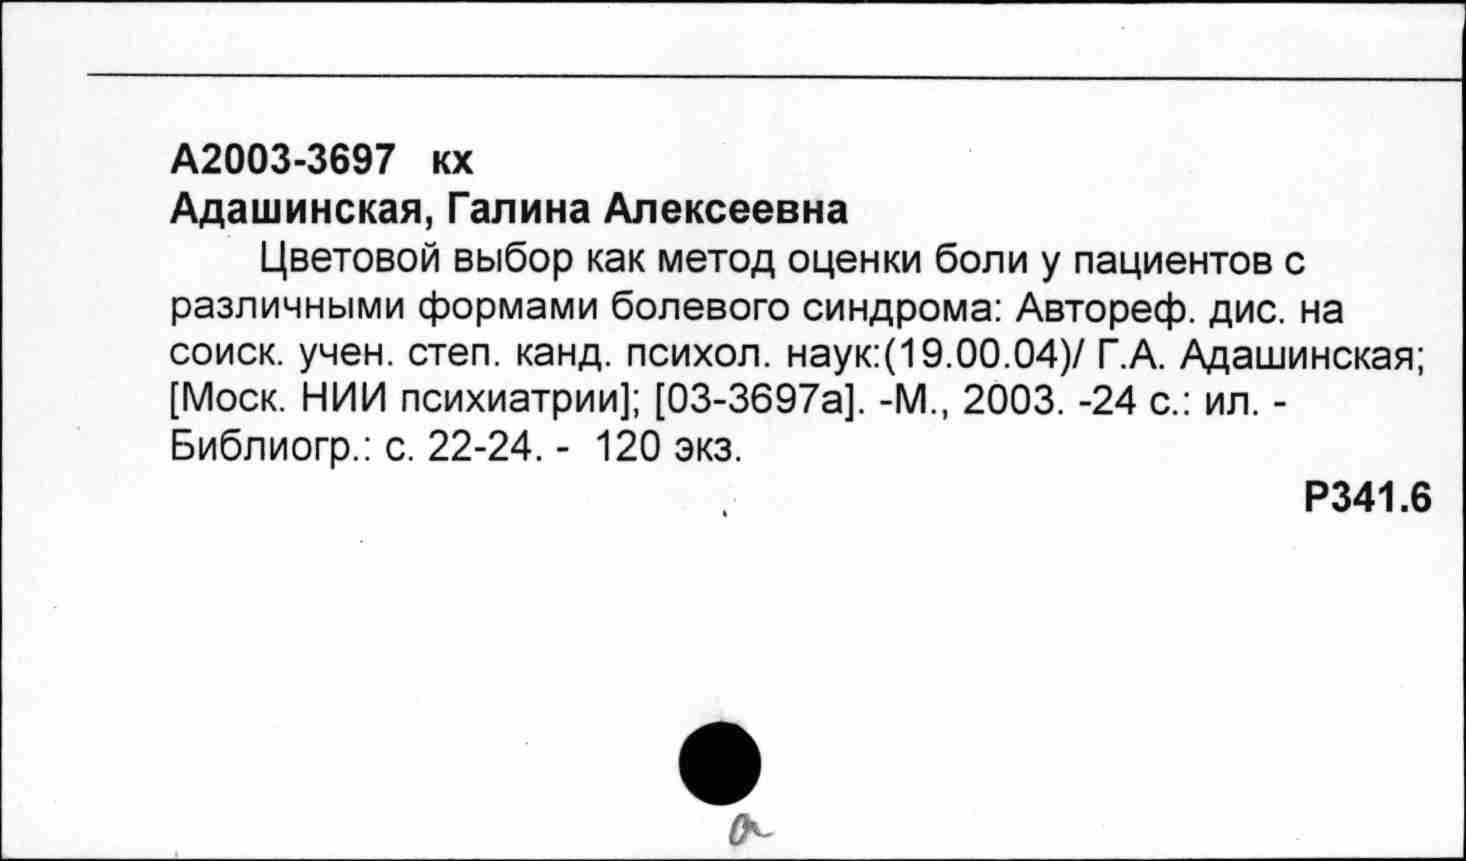 А2003-3697 кх
Адашинская, Галина Алексеевна
Цветовой выбор как метод оценки боли у пациентов с
различными формами болевого синдрома: Автореф. дис. на
соиск. учен. степ. канд. психол. наук:(19.00.04)/ Г.А. Адашинская;
[Моск. НИИ психиатрии]; [03-3697а]. -М., 2003. -24 с.: ил. -
Библиогр.: с. 22-24. - 120 экз.
Р341.6
а